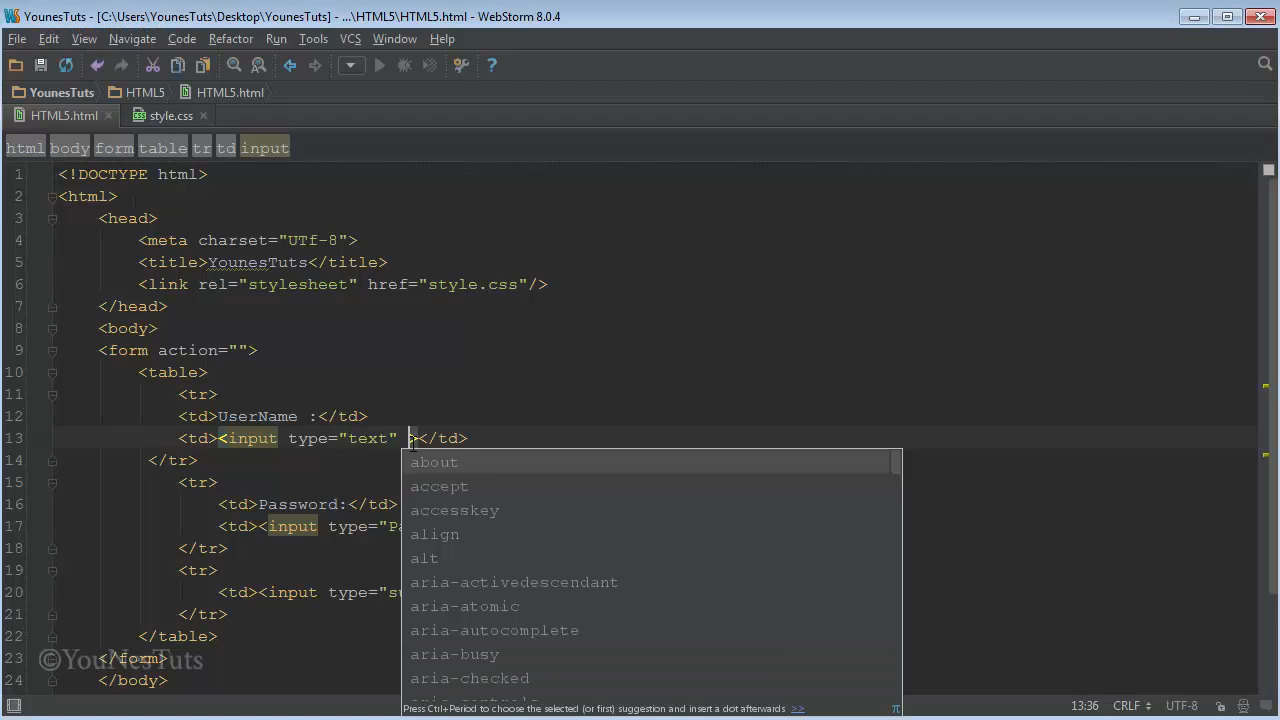 YounesTuts - [C:\Users\YounesTuts\Desktop\YounesTuts] - ...\HTML5\HTML5.html - WebStorm 8.0.4
File Edit View Navigate Code Refactor Run Tools VCS Window Help
YounesTuts HTML5 HTML5.html
HTML5.html style.css
html body form table tr td input
1 <!DOCTYPE html>
2 <html>
3 <head>
4 <meta charset="UTf-8">
5 <title>YounesTuts</title>
6 <link rel="stylesheet" href="style.css"/>
7 </head>
8 <body>
9 <form action="">
10 <table>
11 <tr>
12 <td>UserName :</td>
13 <td><input type="text" ></td>
14 </tr>
15 <tr>
16 <td>Password:</td>
17 <td><input type="Pa
18 </tr>
19 <tr>
20 <td><input type="su
21 </tr>
22 </table>
23 </form>
24 </body>
about
accept
accesskey
align
alt
aria-activedescendant
aria-atomic
aria-autocomplete
aria-busy
aria-checked
Press Ctrl+Period to choose the selected (or first) suggestion and insert a dot afterwards >> π
©YouNesTuts
13:36 CRLF UTF-8